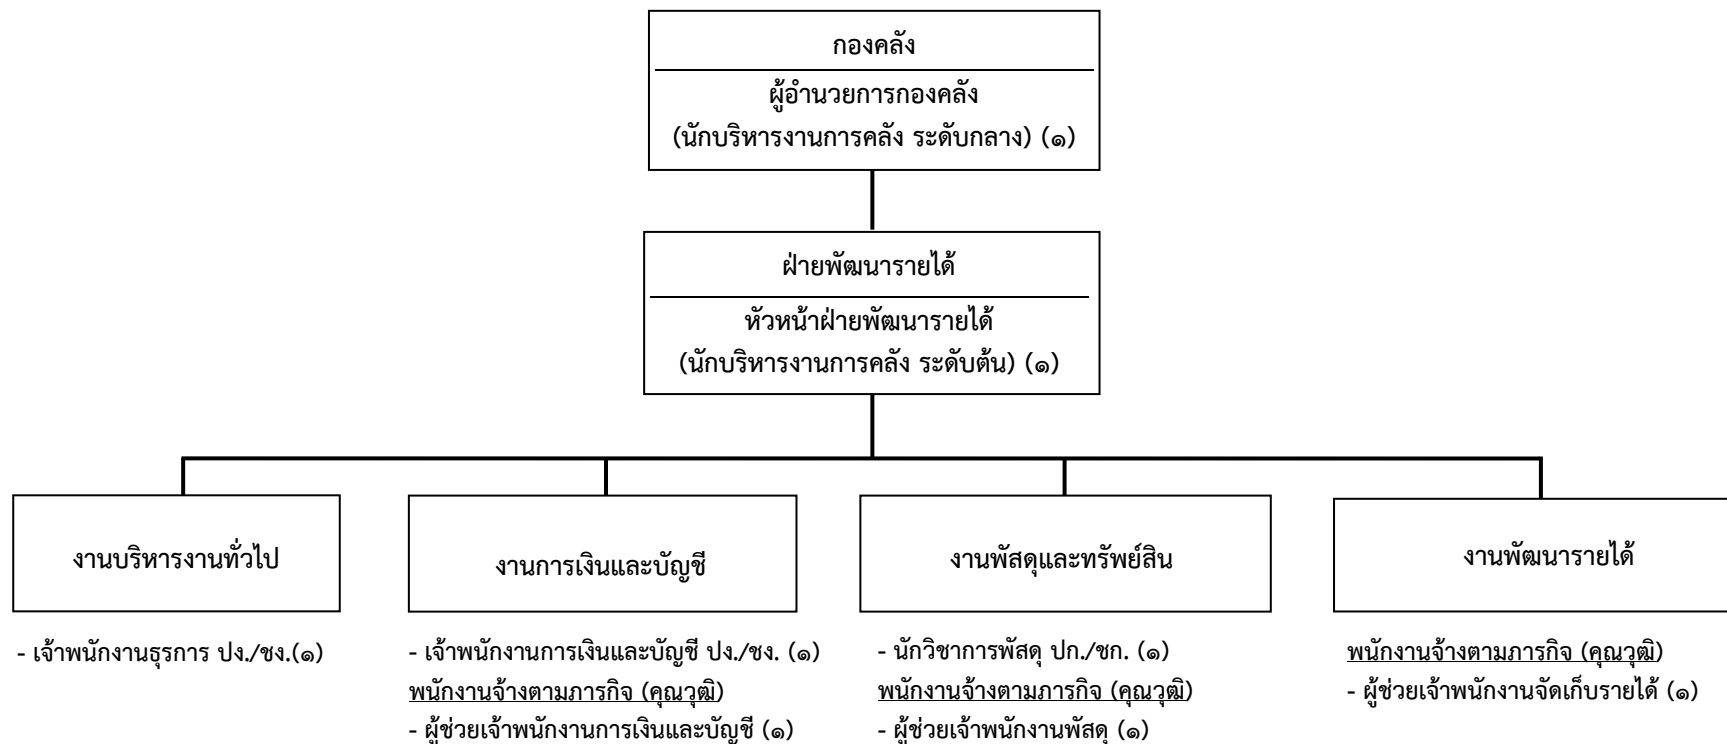 กองคลัง
ผู้อำนวยการกองคลัง
(นักบริหารงานการคลัง ระดับกลาง) (๑)
ฝ่ายพัฒนารายได้
หัวหน้าฝ่ายพัฒนารายได้
(นักบริหารงานการคลัง ระดับต้น) (๑)
งานบริหารงานทั่วไป
- เจ้าพนักงานธุรการ ปง./ชง.(๑)
งานการเงินและบัญชี
- เจ้าพนักงานการเงินและบัญชี ปง./ชง. (๑)
พนักงานจ้างตามภารกิจ (คุณวุฒิ)
- ผู้ช่วยเจ้าพนักงานการเงินและบัญชี (๑)
งานพัสดุและทรัพย์สิน
- นักวิชาการพัสดุ ปก./ชก. (๑)
พนักงานจ้างตามภารกิจ (คุณวุฒิ)
- ผู้ช่วยเจ้าพนักงานพัสดุ (๑)
งานพัฒนารายได้
พนักงานจ้างตามภารกิจ (คุณวุฒิ)
- ผู้ช่วยเจ้าพนักงานจัดเก็บรายได้ (๑)